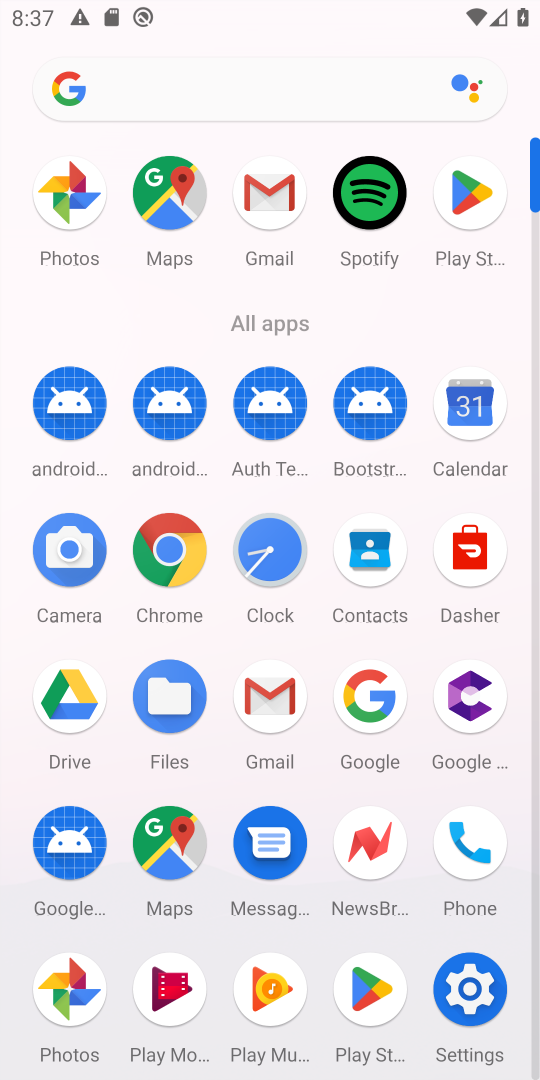 8:37
Photos Maps Gmail Spotify Play St...
All apps
android... android... Auth Te... Bootstr... Calendar
31
Camera Chrome Clock Contacts Dasher
Drive Files Gmail Google Google ...
Google... Maps Messag... NewsBr... Phone
Photos Play Mo... Play Mu... Play St... Settings